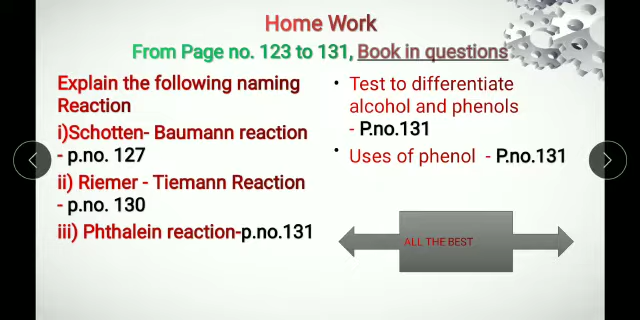 Home Work
From Page no. 123 to 131, Book in questions
Explain the following naming
Reaction
i)Schotten- Baumann reaction
- p.no. 127
ii) Riemer - Tiemann Reaction
- p.no. 130
iii) Phthalein reaction-p.no.131
• Test to differentiate
alcohol and phenols
- P.no.131
• Uses of phenol - P.no.131
ALL THE BEST